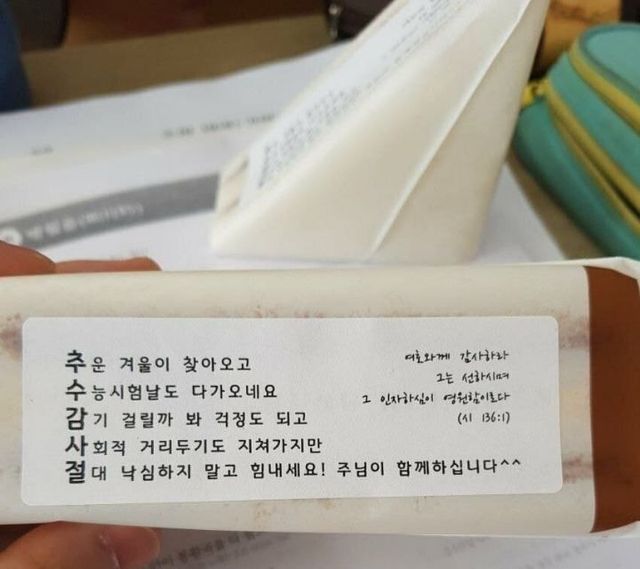 추운 겨울이 찾아오고
수능시험날도 다가오네요
감기 걸릴까 봐 걱정도 되고
사회적 거리두기도 지쳐가지만
절대 낙심하지 말고 힘내세요! 주님이 함께하십니다^^
여호와께 감사하라
그는 선하시며
그 인자하심이 영원함이로다
(시 136:1)